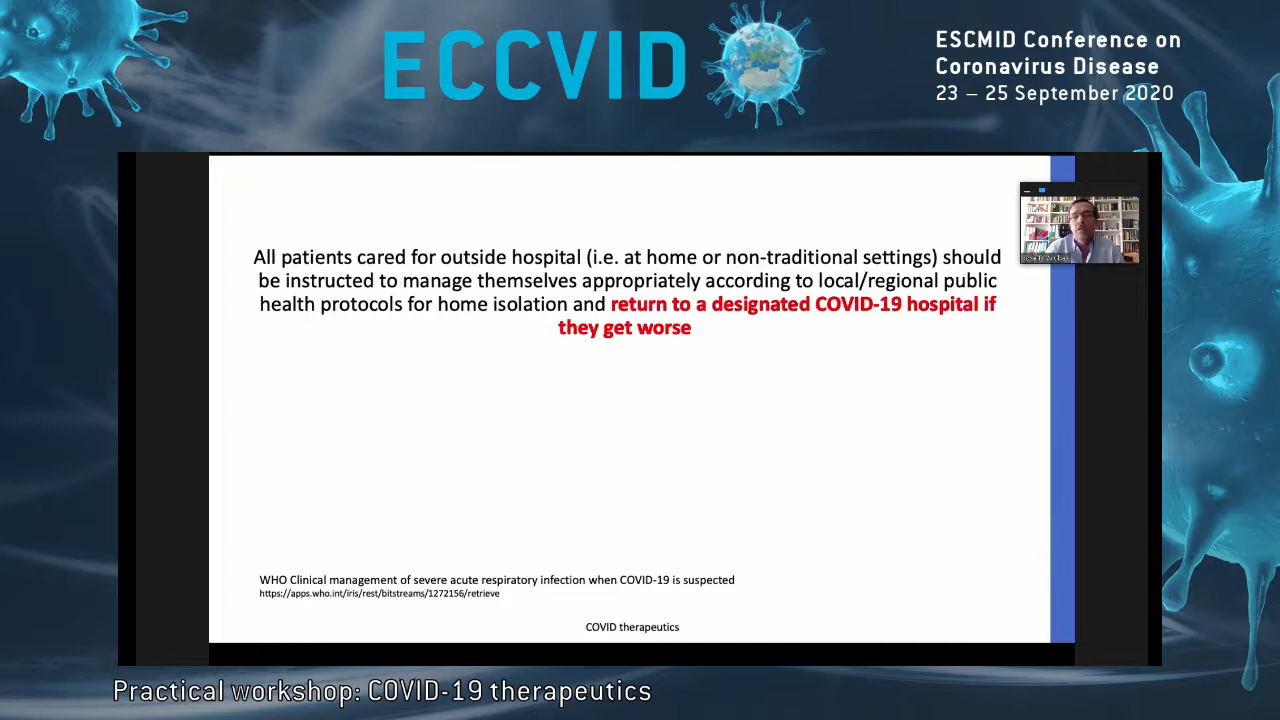 ECCVID
ESCMID Conference on
Coronavirus Disease
23 – 25 September 2020
All patients cared for outside hospital (i.e. at home or non-traditional settings) should
be instructed to manage themselves appropriately according to local/regional public
health protocols for home isolation and return to a designated COVID-19 hospital if
they get worse
WHO Clinical management of severe acute respiratory infection when COVID-19 is suspected
https://apps.who.int/iris/rest/bitstreams/1272156/retrieve
COVID therapeutics
Practical workshop: COVID-19 therapeutics